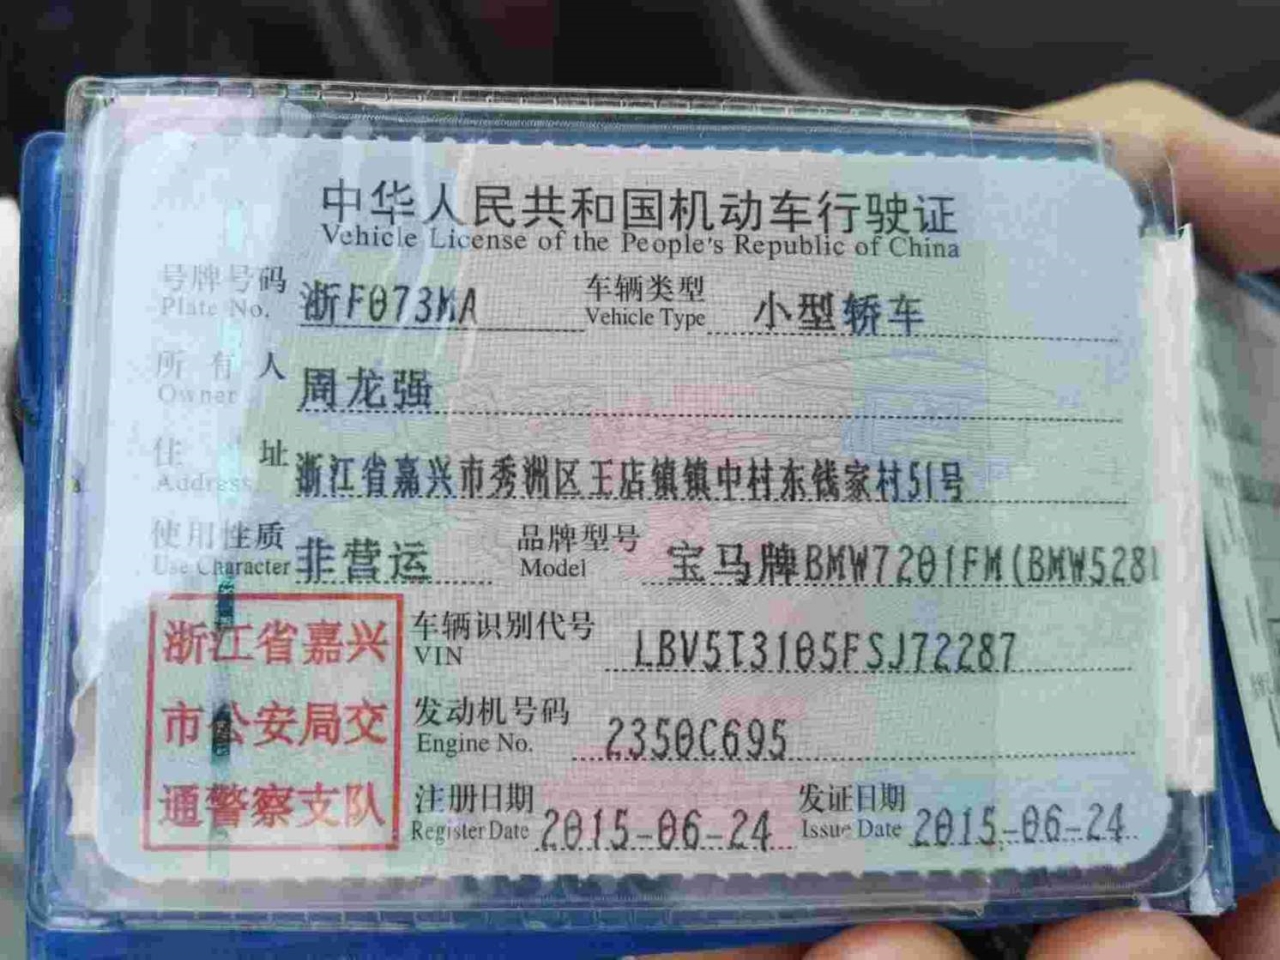 中华人民共和国机动车行驶证
Vehicle License of the People's Republic of China
号牌号码 浙F073MA 车辆类型 小型轿车
Plate No. Vehicle Type
所有人 周龙强
Owner
住址 浙江省嘉兴市秀洲区王店镇镇中村东钱家村51号
Address
使用性质 非营运 品牌型号 宝马牌BMW7201FM(BMW528L
Use Character Model
浙江省嘉兴
市公安局交
通警察支队
车辆识别代号 LBV5T3105FSJ72287
VIN
发动机号码 2350C695
Engine No.
注册日期 2015-06-24 发证日期 2015-06-24
Register Date Issue Date